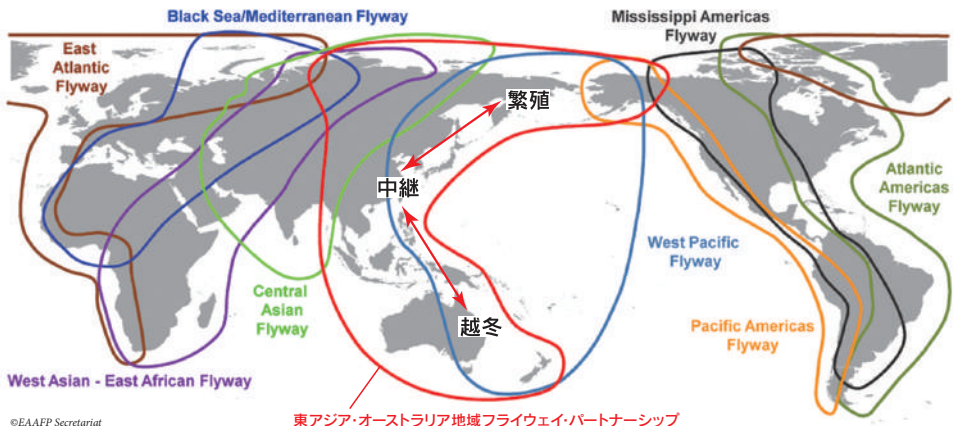 Black Sea/Mediterranean Flyway
Mississippi Americas
Flyway
East
Atlantic
Flyway
繁殖
中継
Atlantic
Americas
Flyway
West Pacific
Flyway
Central
Asian
Flyway
越冬
Pacific Americas
Flyway
West Asian - East African Flyway
©EAAFP Secretariat
東アジア・オーストラリア地域フライウェイ・パートナーシップ